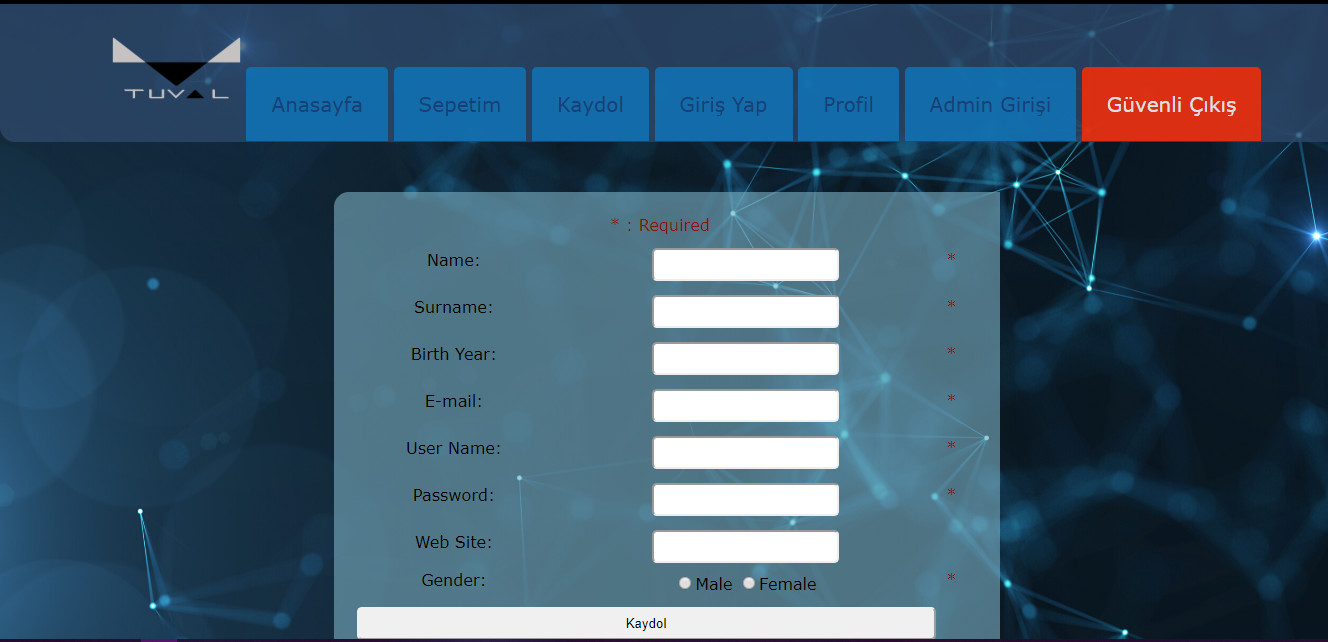 TUVAL
Anasayfa Sepetim Kaydol Giriş Yap Profil Admin Girişi Güvenli Çıkış
* : Required
Name: *
Surname: *
Birth Year: *
E-mail: *
User Name: *
Password: *
Web Site:
Gender: Male Female *
Kaydol